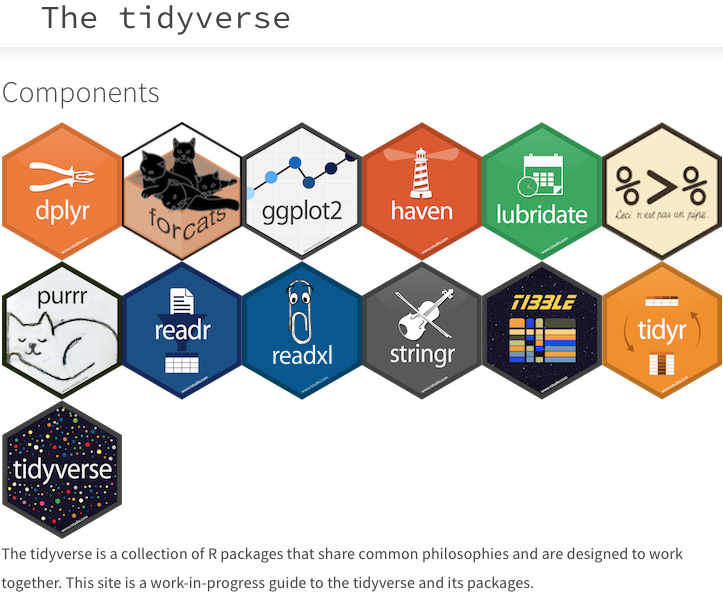 The tidyverse
Components
dplyr
forcats
ggplot2
haven
lubridate
%>%
Ceci n'est pas un pipe.
purrr
readr
readxl
stringr
TIBBLE
tidyr
tidyverse
The tidyverse is a collection of R packages that share common philosophies and are designed to work
together. This site is a work-in-progress guide to the tidyverse and its packages.